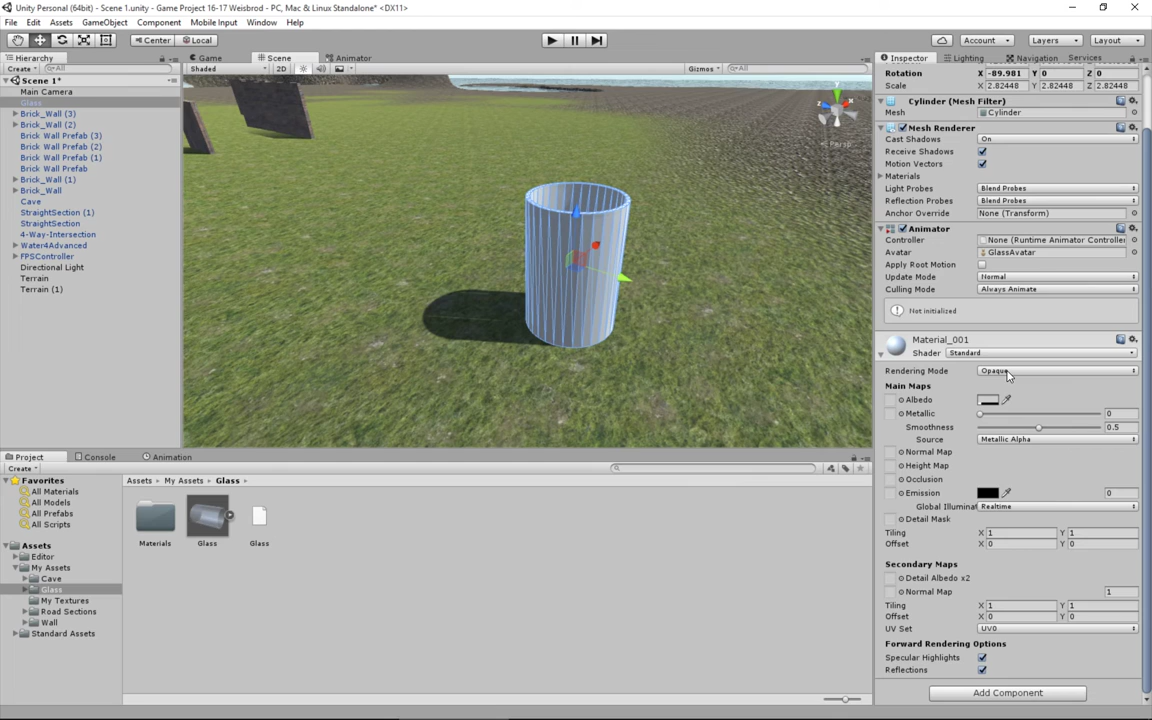 Unity Personal (64bit) - Scene 1.unity - Game Project 16-17 Weisbrod - PC, Mac & Linux Standalone* <DX11>
File Edit Assets GameObject Component Mobile Input Window Help
Center Local Account Layers Layout
Hierarchy Game Scene Animator Inspector Lighting Navigation Services
Create All Shaded 2D Gizmos All Rotation X -89.981 Y 0 Z 0
Scene 1* Scale X 2.82448 Y 2.82448 Z 2.82448
Main Camera
Glass Cylinder (Mesh Filter)
Brick_Wall (3) Mesh Cylinder
Brick_Wall (2) Mesh Renderer
Brick Wall Prefab (3) Cast Shadows On
Brick Wall Prefab (2) Receive Shadows
Brick Wall Prefab (1) Motion Vectors
Brick Wall Prefab Materials
Brick_Wall (1) Light Probes Blend Probes
Brick_Wall Reflection Probes Blend Probes
Cave Anchor Override None (Transform)
StraightSection (1) Animator
StraightSection Controller None (Runtime Animator Controller
4-Way-Intersection Avatar GlassAvatar
Water4Advanced Apply Root Motion
FPSController Update Mode Normal
Directional Light Culling Mode Always Animate
Terrain
Terrain (1)
z x y
Persp
Not initialized
Material_001
Shader Standard
Rendering Mode Opaque
Main Maps
Albedo
Metallic 0
Smoothness 0.5
Source Metallic Alpha
Normal Map
Height Map
Occlusion
Emission 0
Global Illuminat Realtime
Detail Mask
Tiling X 1 Y 1
Offset X 0 Y 0
Secondary Maps
Detail Albedo x2
Normal Map 1
Tiling X 1 Y 1
Offset X 0 Y 0
UV Set UV0
Forward Rendering Options
Specular Highlights
Reflections
Add Component
Project Console Animation
Create
Favorites
All Materials
All Models
All Prefabs
All Scripts
Assets
Editor
My Assets
Cave
Glass
My Textures
Road Sections
Wall
Standard Assets
Assets My Assets Glass
Materials Glass Glass